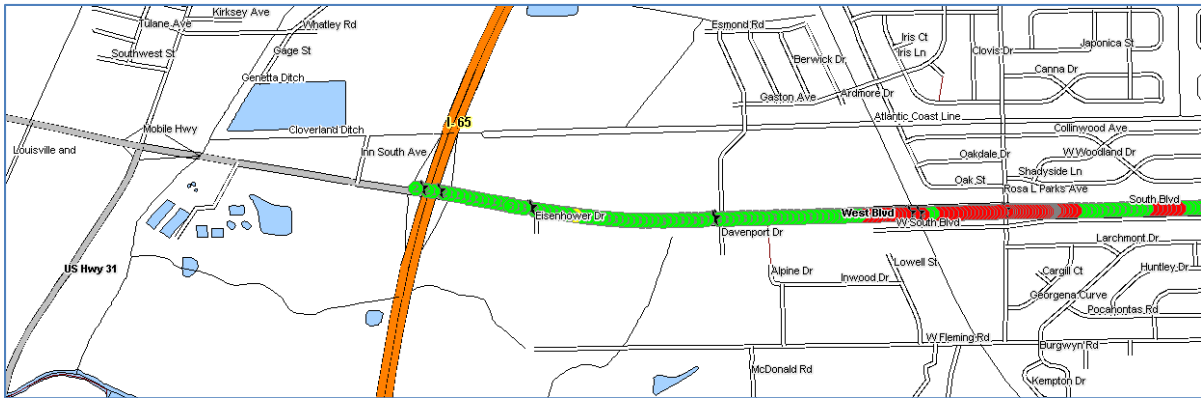 Kirksey Ave
Tulane Ave
Whatley Rd
Southwest St
Gage St
Genetta Ditch
Cloverland Ditch
Mobile Hwy
Louisville and
Inn South Ave
I- 65
US Hwy 31
Esmond Rd
Berwick Dr
Gaston Ave
Ardmore Dr
Iris Ct
Iris Ln
Clovis Dr
Japonica St
Canna Dr
Atlantic Coast Line
Collinwood Ave
Oakdale Dr
W Woodland Dr
Shadyside Ln
Oak St
Rosa L Parks Ave
South Blvd
West Blvd
W South Blvd
Eisenhower Dr
Davenport Dr
Larchmont Dr
Lowell St
Alpine Dr
Inwood Dr
Cargill Ct
Huntley Dr
Georgena Curve
Pocahontas Rd
W Fleming Rd
Burgwyn Rd
McDonald Rd
Kempton Dr